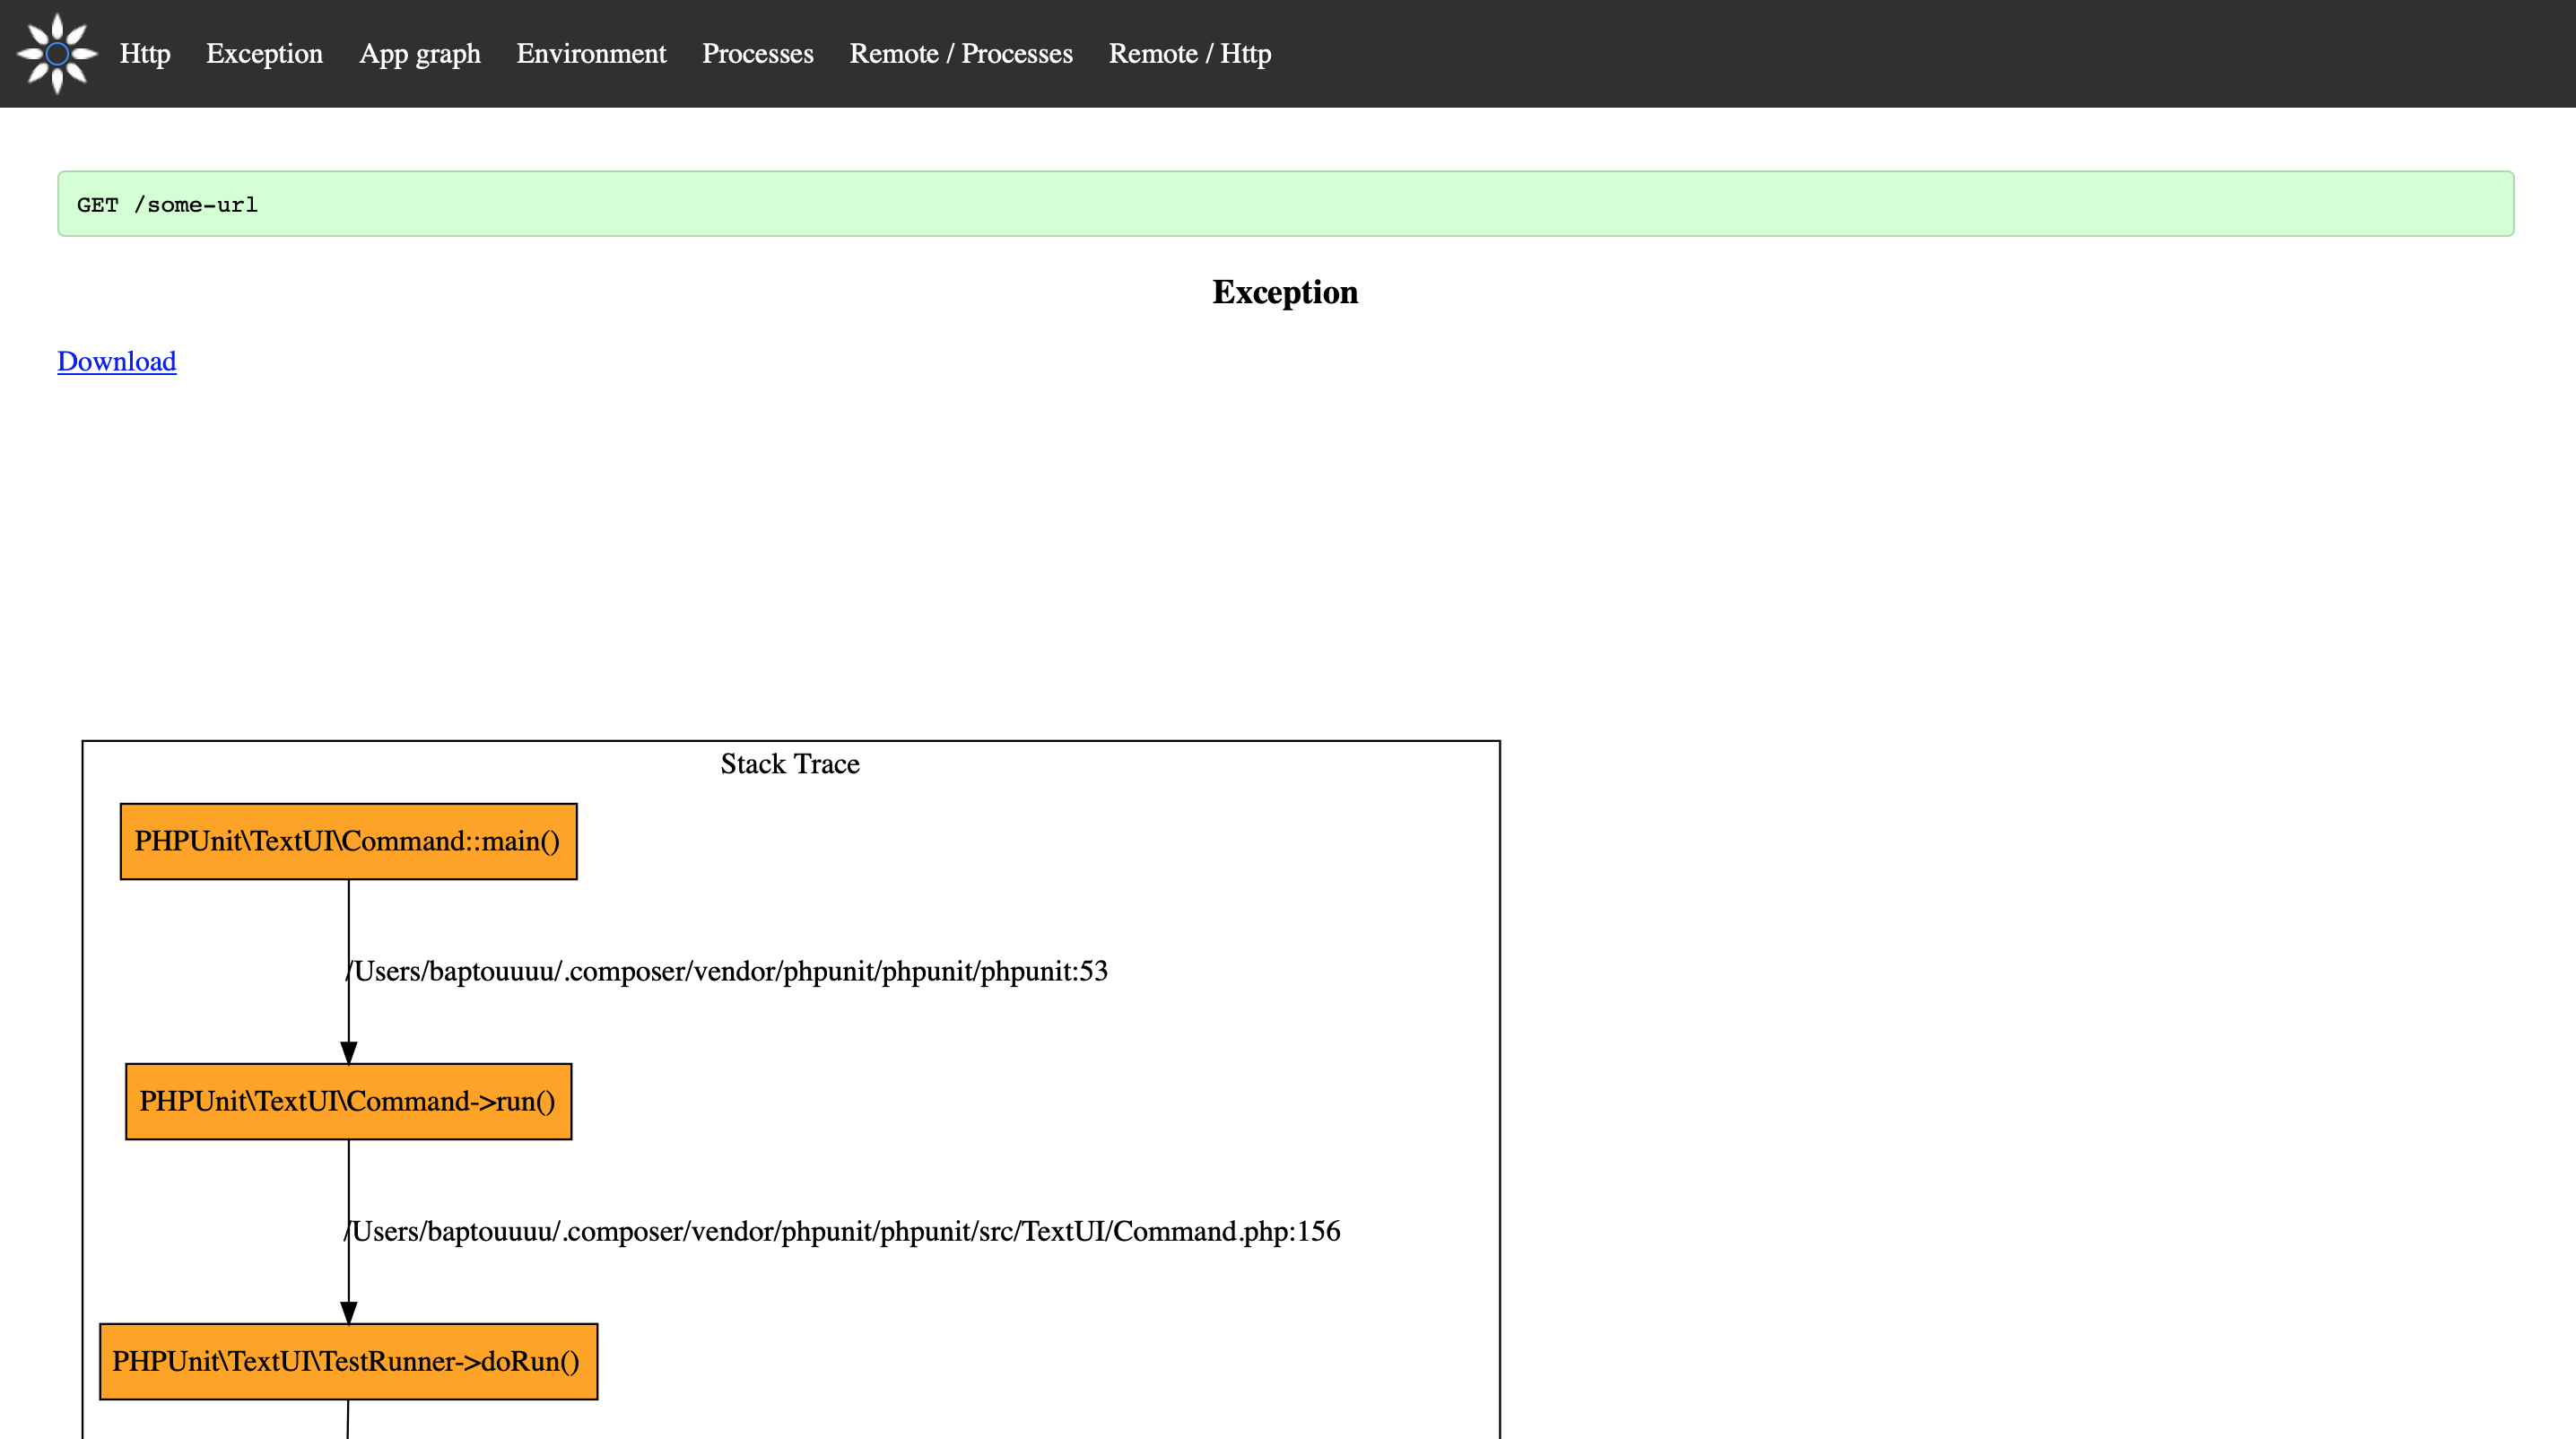 Http Exception App graph Environment Processes Remote / Processes Remote / Http
GET /some-url
Exception
Download
Stack Trace
PHPUnit\TextUI\Command::main()
/Users/baptouuuu/.composer/vendor/phpunit/phpunit/phpunit:53
PHPUnit\TextUI\Command->run()
/Users/baptouuuu/.composer/vendor/phpunit/phpunit/src/TextUI/Command.php:156
PHPUnit\TextUI\TestRunner->doRun()